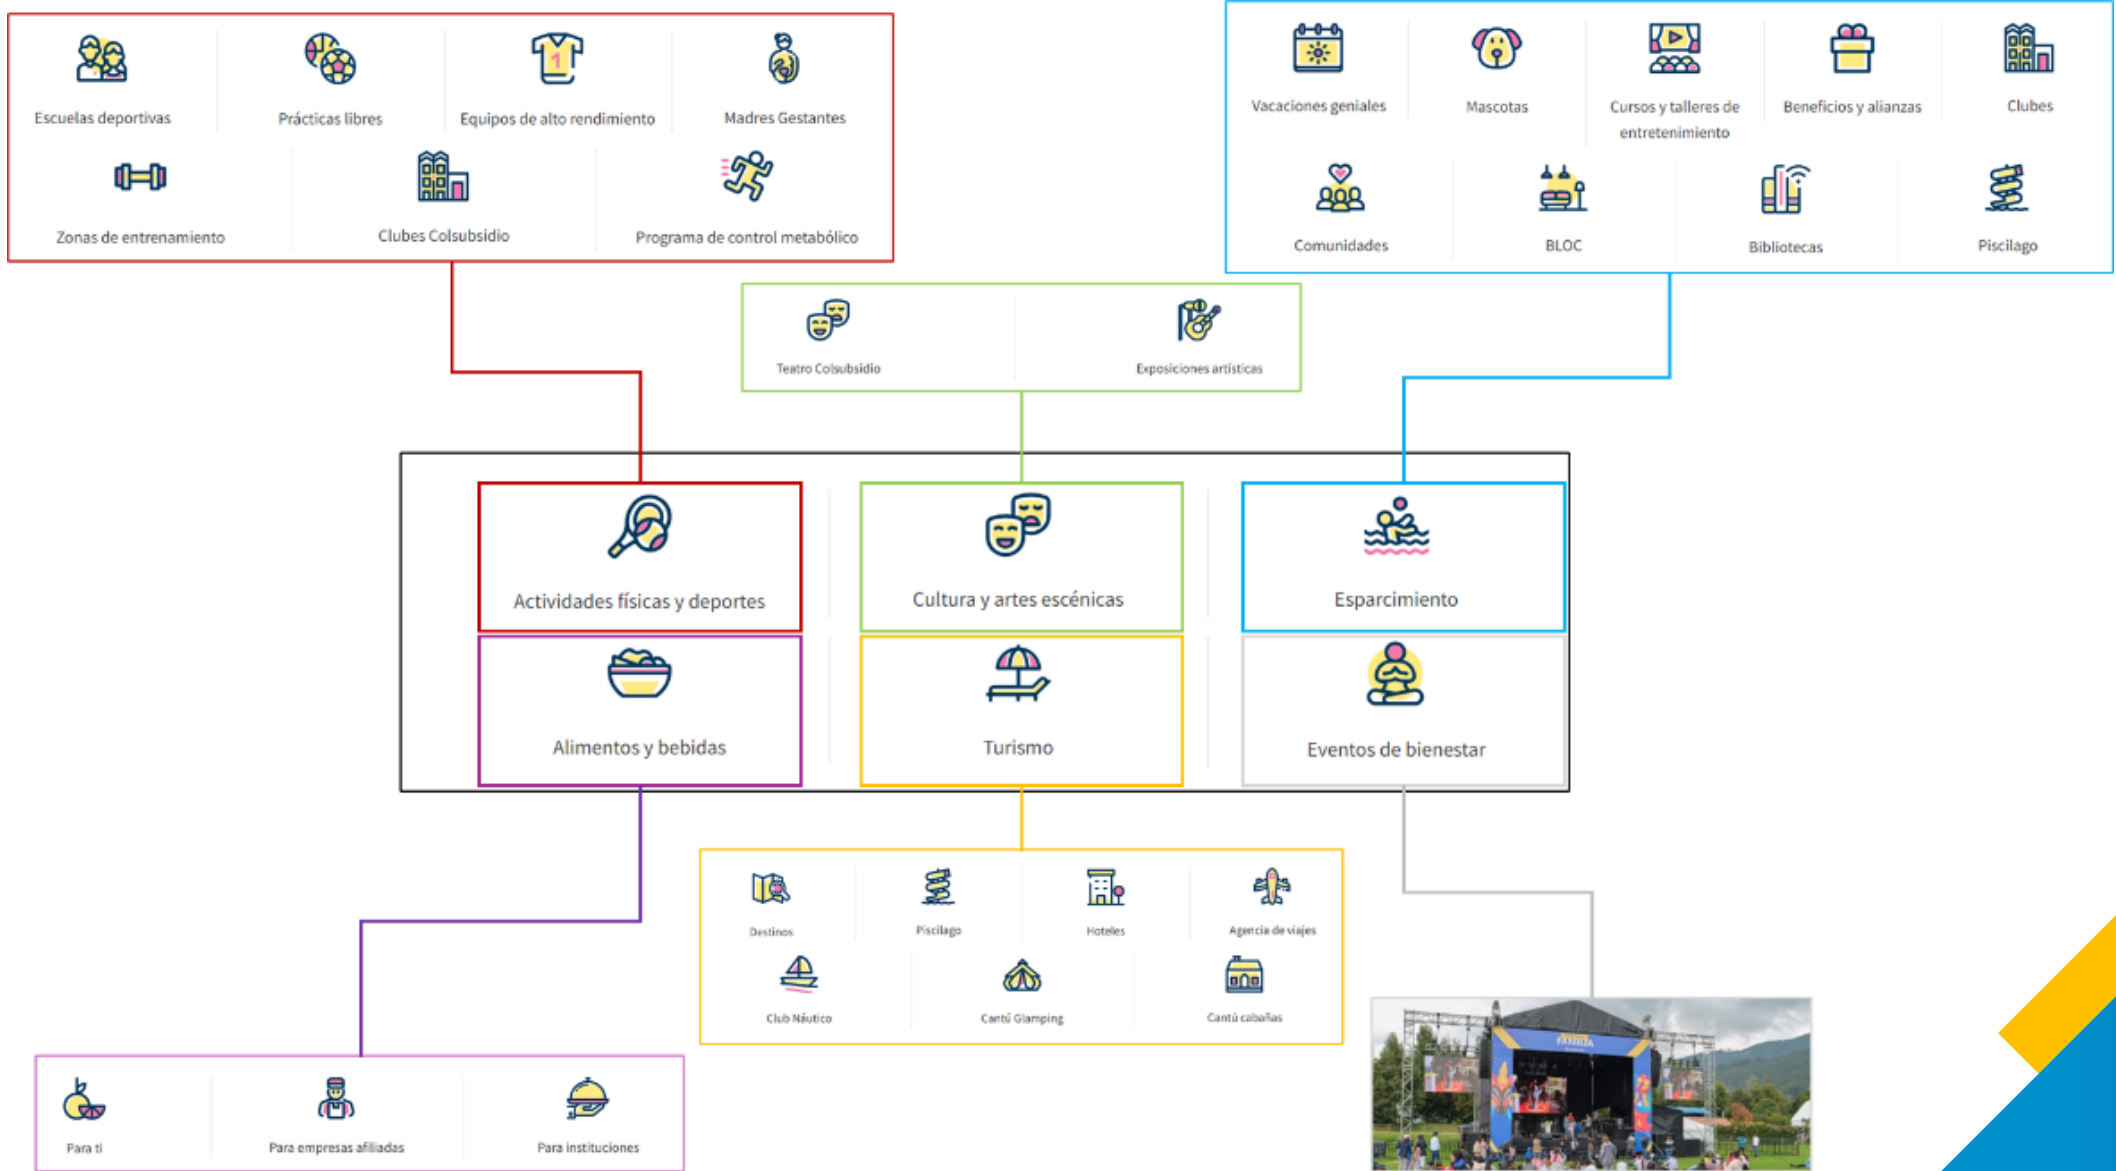 Escuelas deportivas
Prácticas libres
Equipos de alto rendimiento
Madres Gestantes
Zonas de entrenamiento
Clubes Colsubsidio
Programa de control metabólico
Vacaciones geniales
Mascotas
Cursos y talleres de
entretenimiento
Beneficios y alianzas
Clubes
Comunidades
BLOC
Bibliotecas
Piscilago
Teatro Colsubsidio
Exposiciones artísticas
Actividades físicas y deportes
Cultura y artes escénicas
Esparcimiento
Alimentos y bebidas
Turismo
Eventos de bienestar
Destinos
Piscilago
Hoteles
Agencia de viajes
Club Náutico
Cantú Glamping
Cantú cabañas
Para ti
Para empresas afiliadas
Para instituciones
FAMILIA